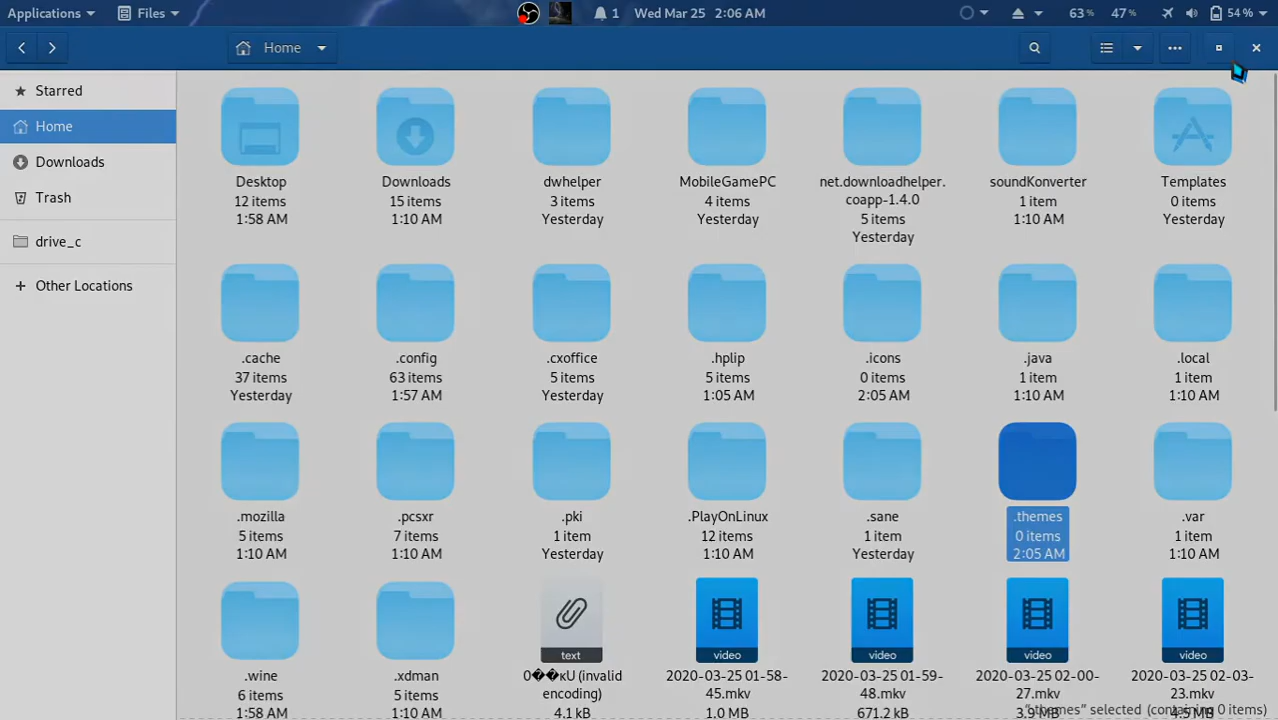 Applications Files 1 Wed Mar 25 2:06 AM 63 % 47 % 54 %
Home
Starred
Home
Downloads
Trash
drive_c
Other Locations
Desktop
12 items
1:58 AM
Downloads
15 items
1:10 AM
dwhelper
3 items
Yesterday
MobileGamePC
4 items
Yesterday
net.downloadhelper.
coapp-1.4.0
5 items
Yesterday
soundKonverter
1 item
1:10 AM
Templates
0 items
Yesterday
.cache
37 items
Yesterday
.config
63 items
1:57 AM
.cxoffice
5 items
Yesterday
.hplip
5 items
1:05 AM
.icons
0 items
2:05 AM
.java
1 item
1:10 AM
.local
1 item
1:10 AM
.mozilla
5 items
1:10 AM
.pcsxr
7 items
1:10 AM
.pki
1 item
Yesterday
.PlayOnLinux
12 items
1:10 AM
.sane
1 item
Yesterday
.themes
0 items
2:05 AM
.var
1 item
1:10 AM
.wine
6 items
1:58 AM
.xdman
5 items
1:10 AM
text
0��κU (invalid
encoding)
4.1 kB
video
2020-03-25 01-58-
45.mkv
1.0 MB
video
2020-03-25 01-59-
48.mkv
671.2 kB
video
2020-03-25 02-00-
27.mkv
3.9 MB
video
2020-03-25 02-03-
23.mkv
4.5 MB
“.themes” selected (containing 0 items)